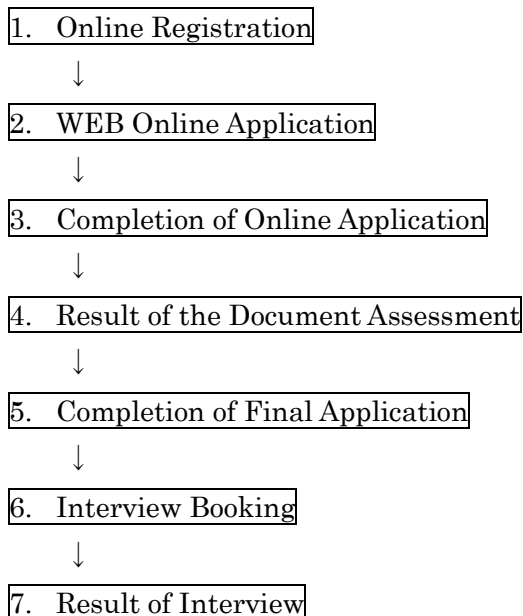 1. Online Registration
↓
2. WEB Online Application
↓
3. Completion of Online Application
↓
4. Result of the Document Assessment
↓
5. Completion of Final Application
↓
6. Interview Booking
↓
7. Result of Interview